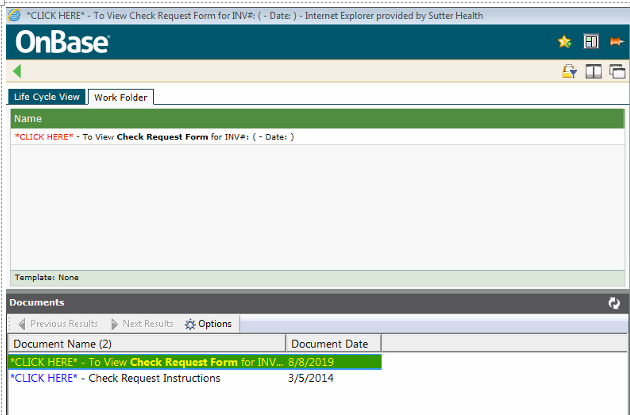 *CLICK HERE* - To View Check Request Form for INV#: ( - Date: ) - Internet Explorer provided by Sutter Health
OnBase®
Life Cycle View Work Folder
Name
*CLICK HERE* - To View Check Request Form for INV#: ( - Date: )
Template: None
Documents
Previous Results Next Results Options
Document Name (2) Document Date
*CLICK HERE* - To View Check Request Form for INV... 8/8/2019
*CLICK HERE* - Check Request Instructions 3/5/2014